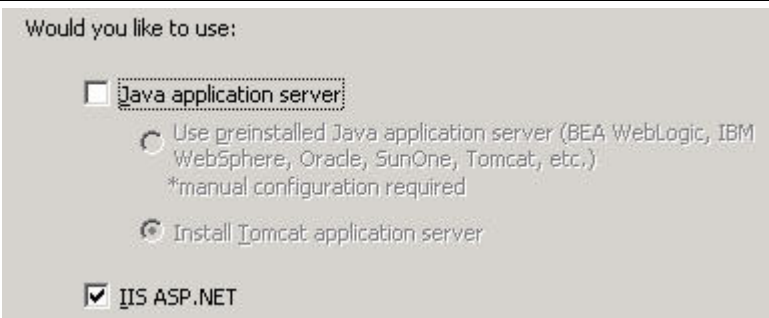 Would you like to use:
Java application server
Use preinstalled Java application server (BEA WebLogic, IBM
WebSphere, Oracle, SunOne, Tomcat, etc.)
*manual configuration required
Install Tomcat application server
IIS ASP.NET